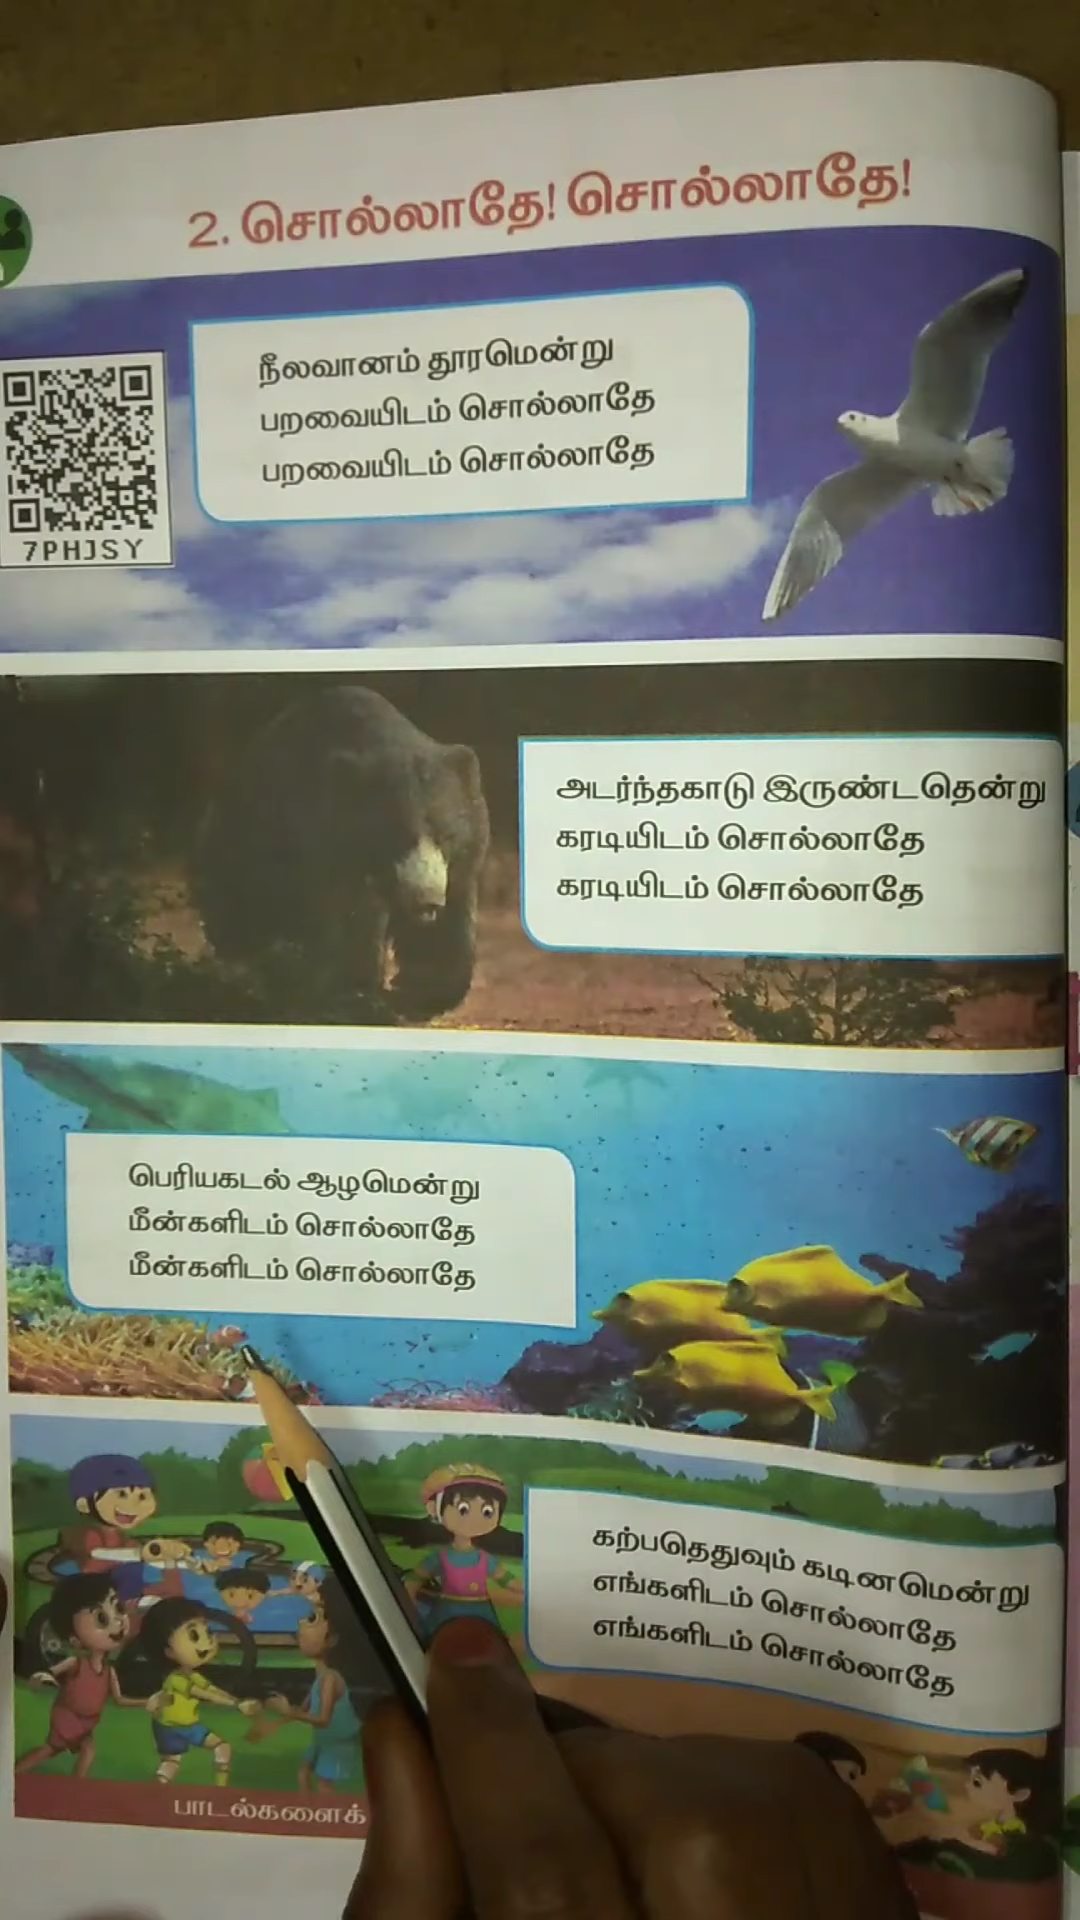 2. சொல்லாதே! சொல்லாதே!
நீலவானம் தூரமென்று
பறவையிடம் சொல்லாதே
பறவையிடம் சொல்லாதே
7PHJSY
அடர்ந்தகாடு இருண்டதென்று
கரடியிடம் சொல்லாதே
கரடியிடம் சொல்லாதே
பெரியகடல் ஆழமென்று
மீன்களிடம் சொல்லாதே
மீன்களிடம் சொல்லாதே
கற்பதெதுவும் கடினமென்று
எங்களிடம் சொல்லாதே
எங்களிடம் சொல்லாதே
பாடல்களைக்